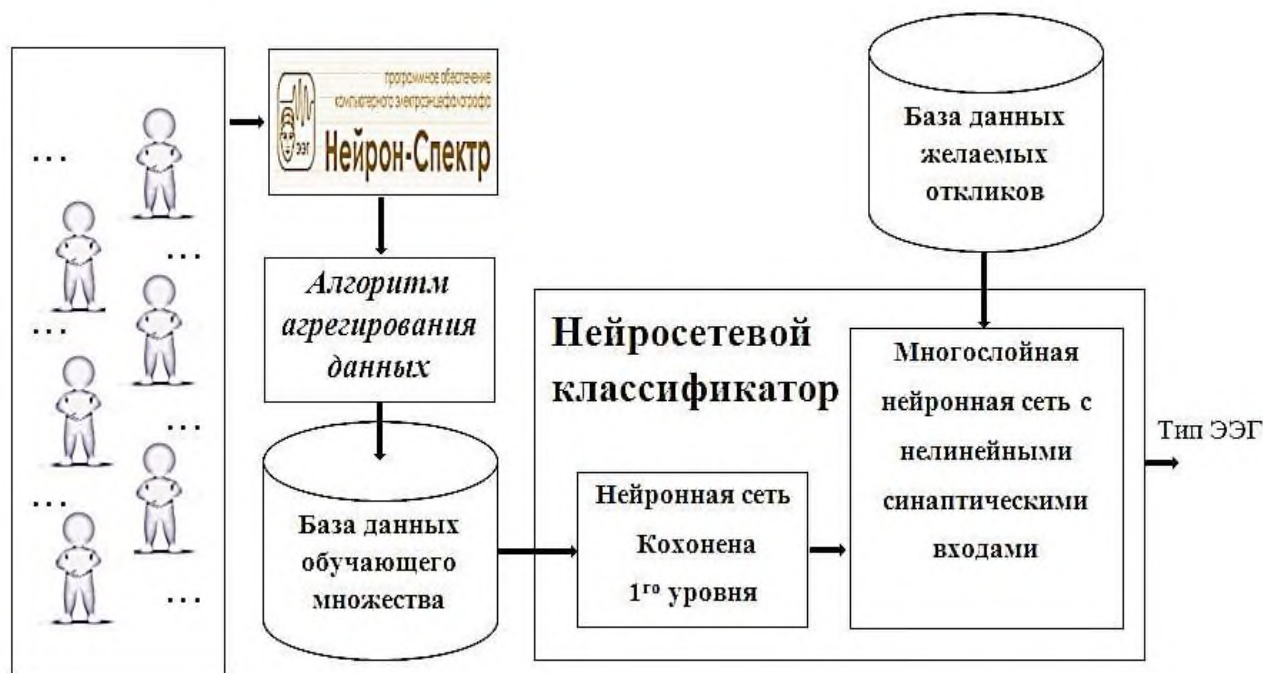 программное обеспечение
компьютерного электроэнцефалографа
ЭЭГ
Нейрон-Спектр
...
...
...
...
...
...
Алгоритм
агрегирования
данных
База данных
обучающего
множества
Нейросетевой
классификатор
Нейронная сеть
Кохонена
1го уровня
База данных
желаемых
откликов
Многослойная
нейронная сеть с
нелинейными
синаптическими
входами
Тип ЭЭГ